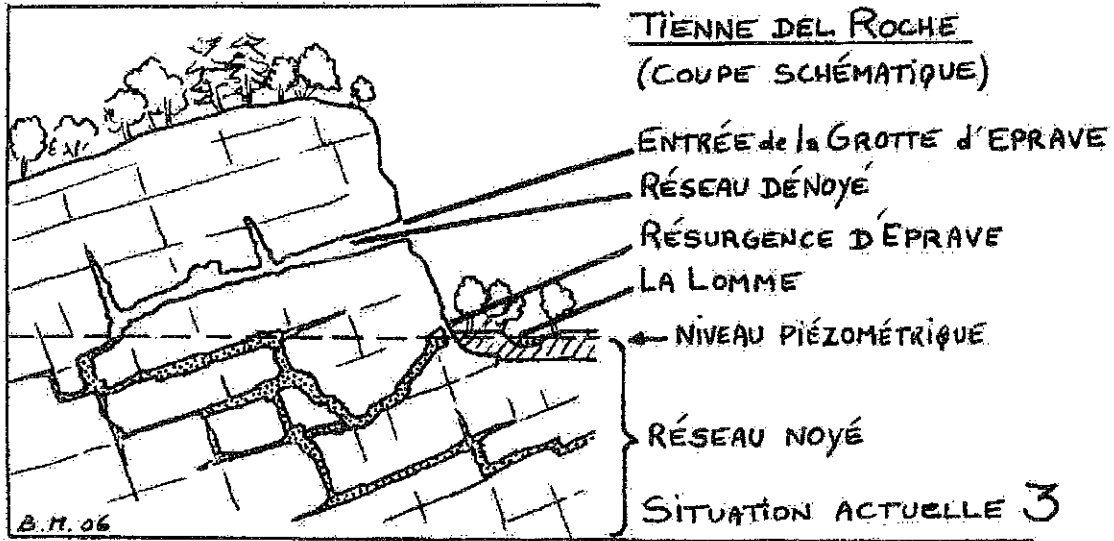 TIENNE DEL ROCHE
(COUPE SCHÉMATIQUE)
ENTRÉE de la GROTTE d'EPRAVE
RÉSEAU DÉNOYÉ
RÉSURGENCE D'EPRAVE
LA LOMME
NIVEAU PIÉZOMÉTRIQUE
RÉSEAU NOYÉ
SITUATION ACTUELLE 3
B.M. 06